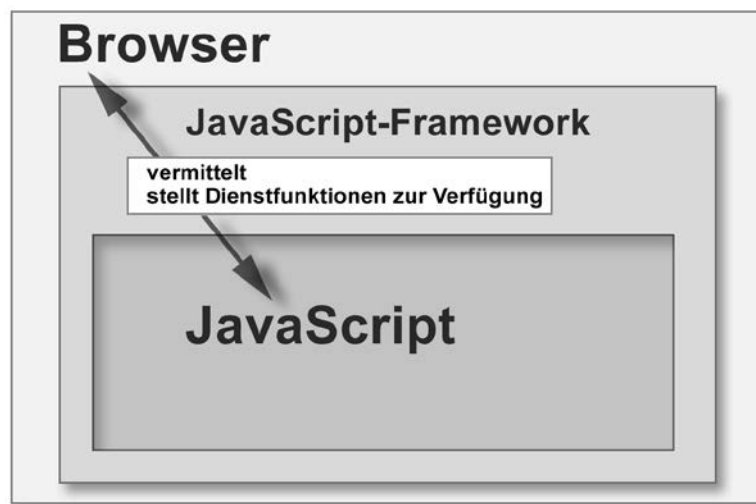 Browser
JavaScript-Framework
vermittelt
stellt Dienstfunktionen zur Verfügung
JavaScript